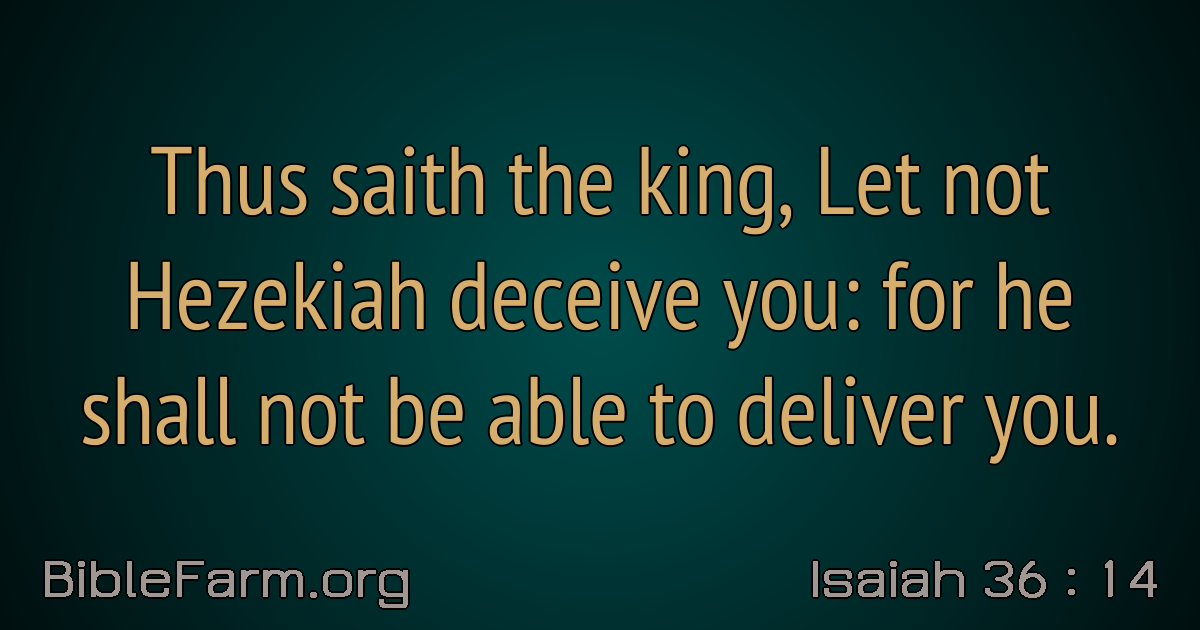 Thus saith the king, Let not
Hezekiah deceive you: for he
shall not be able to deliver you.
BibleFarm.org
Isaiah 36 : 14